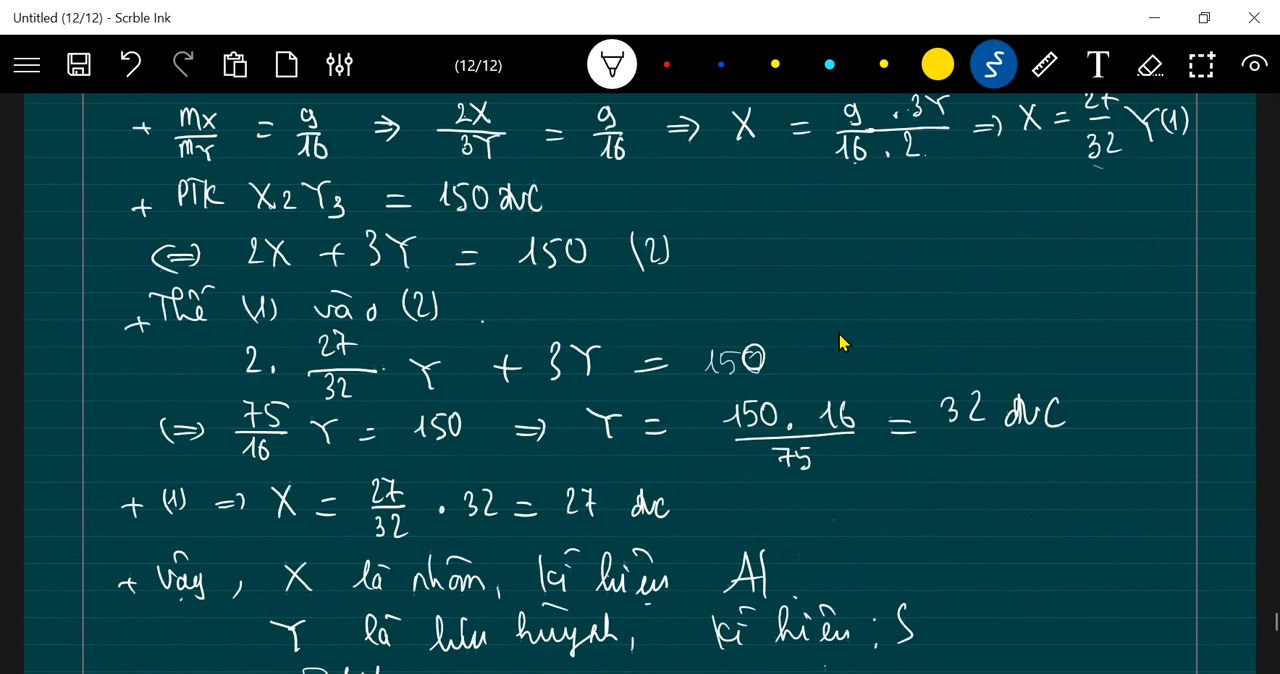 Untitled (12/12) - Scrble Ink
(12/12)
+ mX/mY = 9/16 => 2X/3Y = 9/16 => X = 9 . 3Y/16 . 2 => X = 27/32 Y (1)
+ PTK X2Y3 = 150 đvC
<=> 2X + 3Y = 150 (2)
+ Thế (1) vào (2)
2. 27/32 . Y + 3Y = 150
<=> 75/16 Y = 150 => Y = 150 . 16/75 = 32 đvC
+ (1) => X = 27/32 . 32 = 27 đvc
+ Vậy, X là nhôm, kí hiệu Al
Y là lưu huỳnh, kí hiệu : S